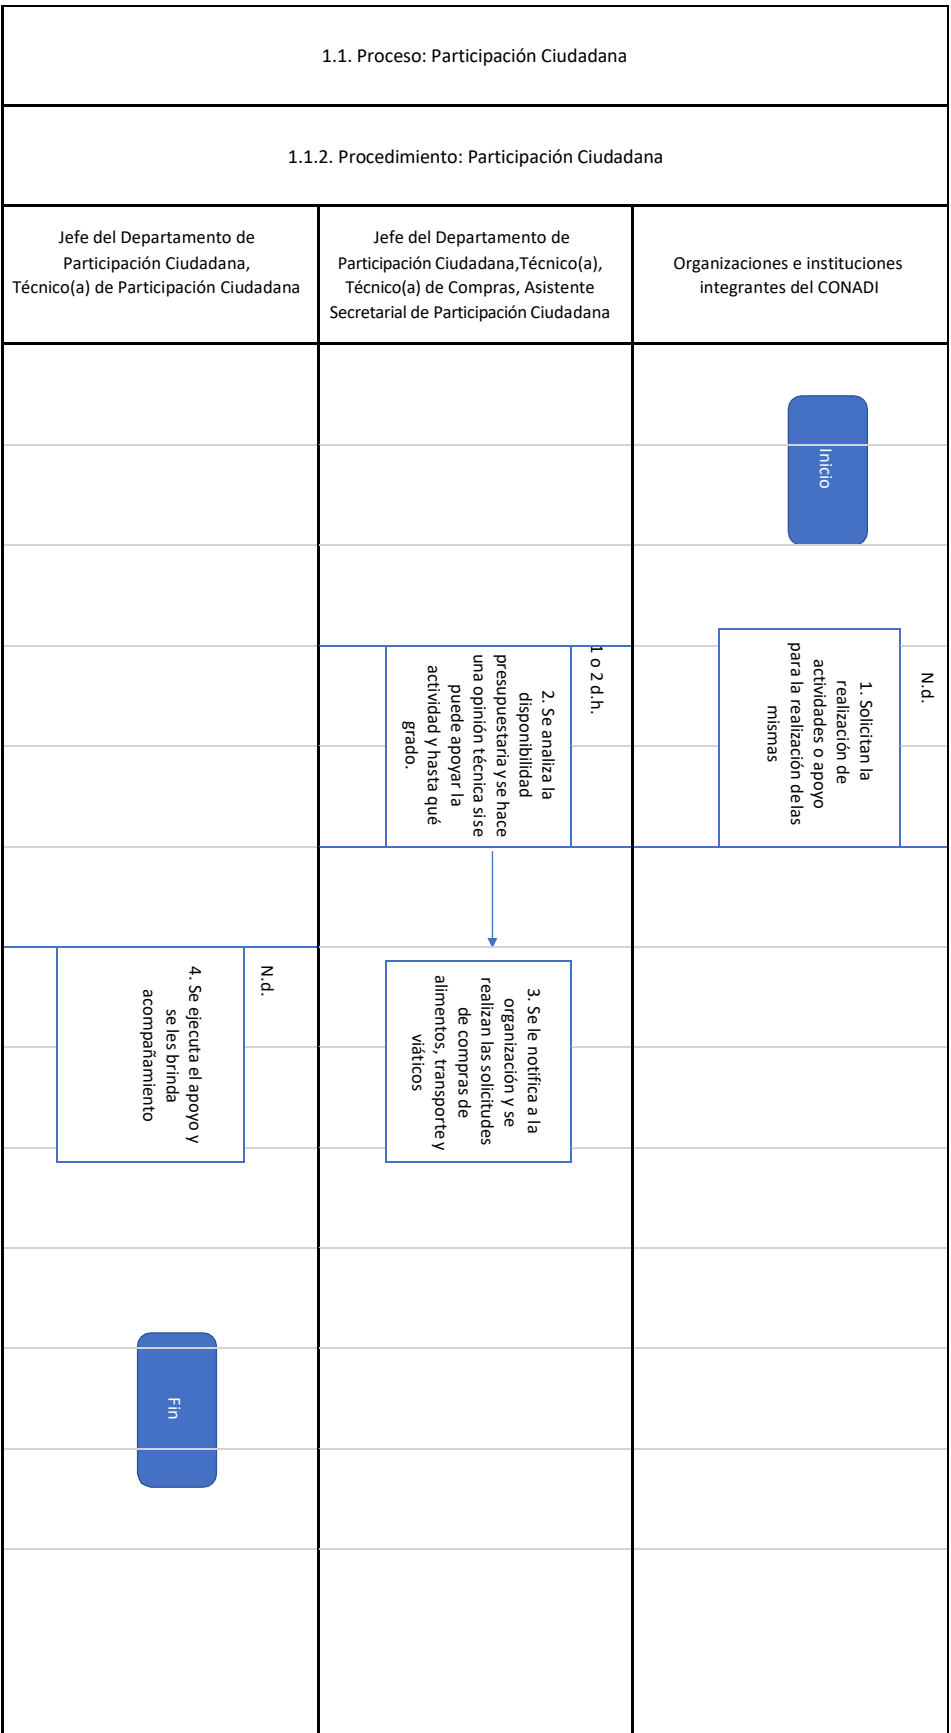 1.1. Proceso: Participación Ciudadana
1.1.2. Procedimiento: Participación Ciudadana
Jefe del Departamento de
Participación Ciudadana,
Técnico(a) de Participación Ciudadana
Jefe del Departamento de
Participación Ciudadana,Técnico(a),
Técnico(a) de Compras, Asistente
Secretarial de Participación Ciudadana
Organizaciones e instituciones
integrantes del CONADI
Inicio
N.d.
1. Solicitan la
realización de
actividades o apoyo
para la realización de las
mismas
1 o 2 d.h.
2. Se analiza la
disponibilidad
presupuestaria y se hace
una opinión técnica si se
puede apoyar la
actividad y hasta qué
grado.
3. Se le notifica a la
organización y se
realizan las solicitudes
de compras de
alimentos, transporte y
viáticos
N.d.
4. Se ejecuta el apoyo y
se les brinda
acompañamiento
Fin